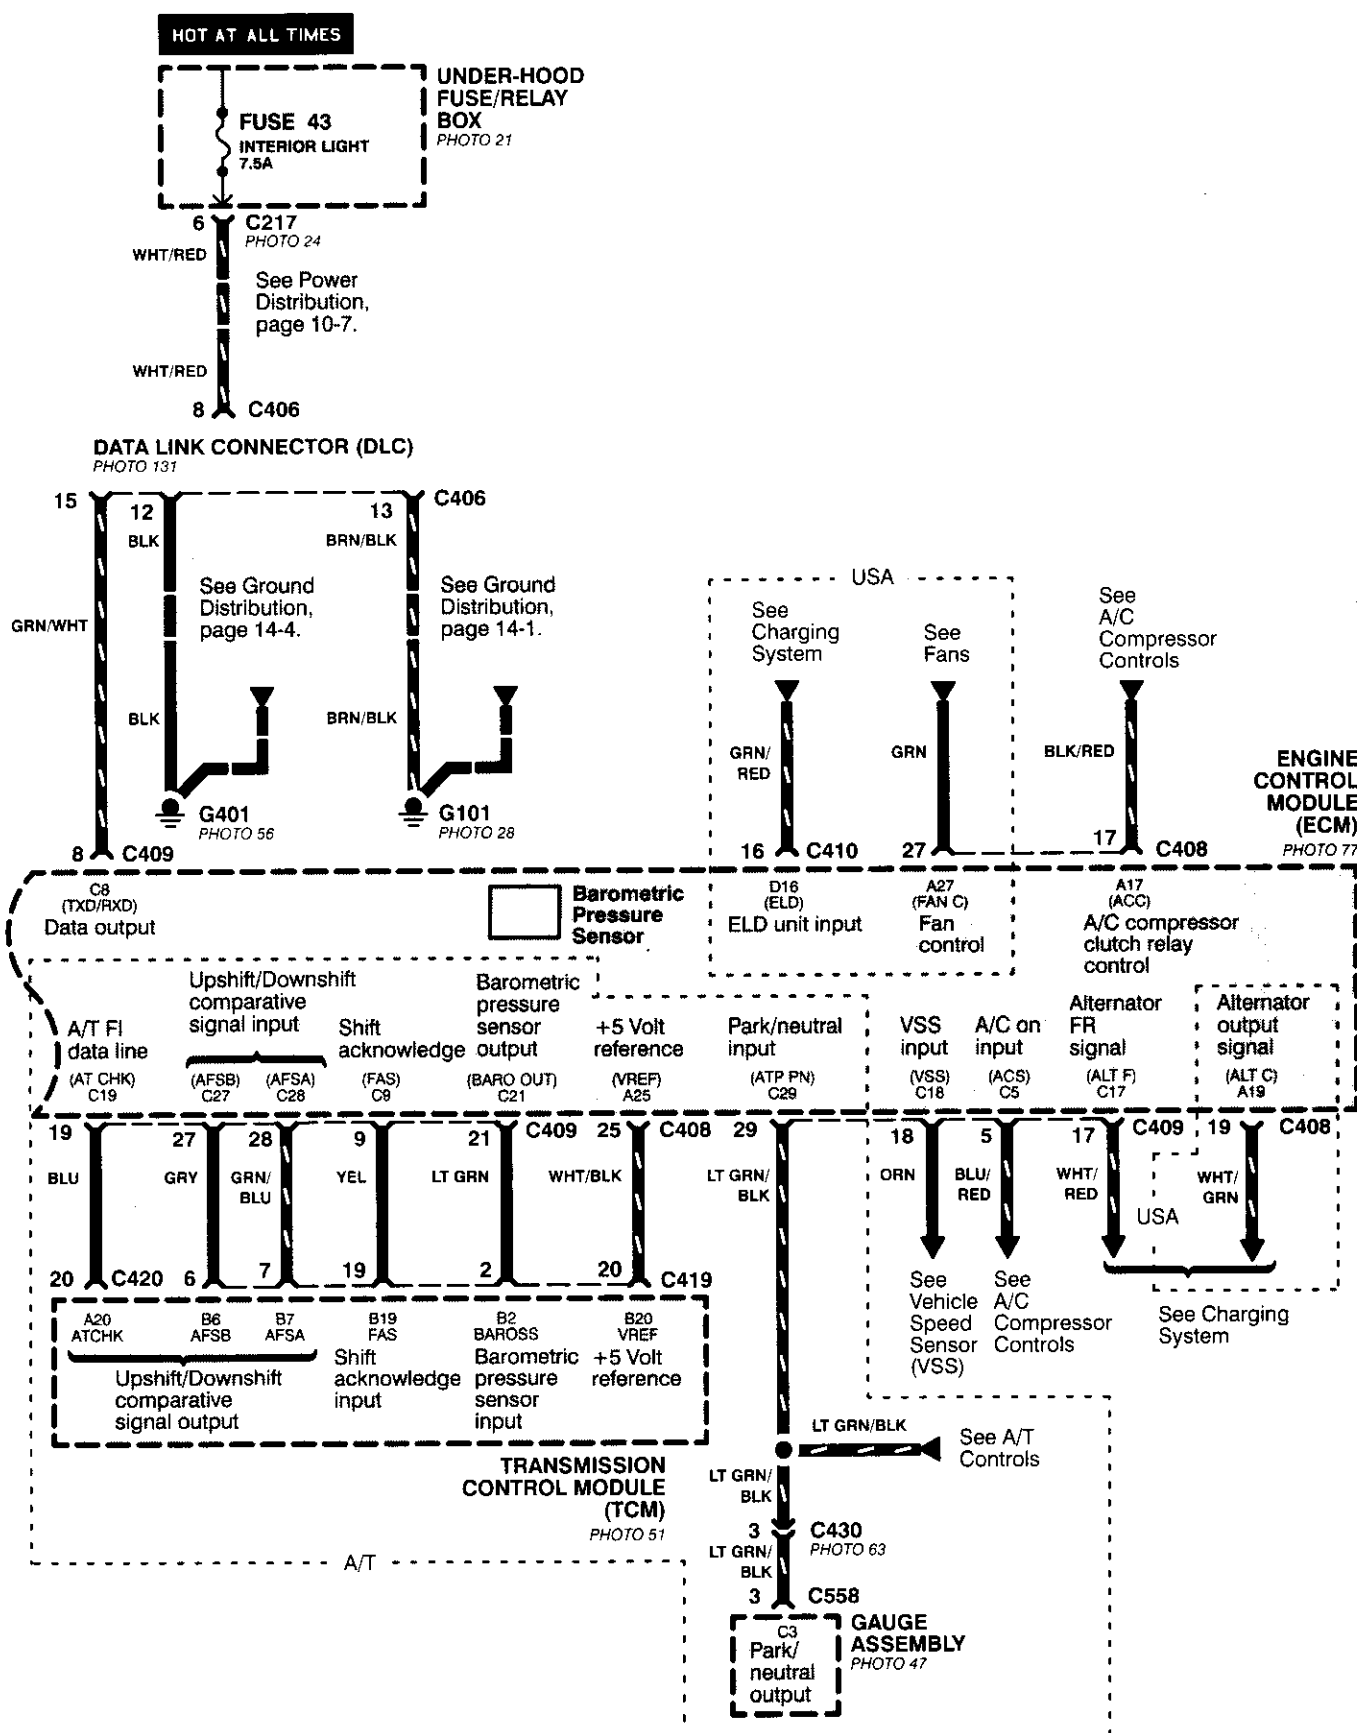 HOT AT ALL TIMES
UNDER-HOOD
FUSE/RELAY
BOX
PHOTO 21
FUSE 43
INTERIOR LIGHT
7.5A
6
C217
PHOTO 24
WHT/RED
See Power
Distribution,
page 10-7.
WHT/RED
8
C406
DATA LINK CONNECTOR (DLC)
PHOTO 131
15
12
13
C406
BLK
BRN/BLK
GRN/WHT
See Ground
Distribution,
page 14-4.
See Ground
Distribution,
page 14-1.
BLK
BRN/BLK
G401
PHOTO 56
G101
PHOTO 28
USA
See
Charging
System
See
Fans
See
A/C
Compressor
Controls
GRN/
RED
GRN
BLK/RED
ENGINE
CONTROL
MODULE
(ECM)
PHOTO 77
8
C409
16
C410
27
17
C408
C8
(TXD/RXD)
Data output
Barometric
Pressure
Sensor
D16
(ELD)
ELD unit input
A27
(FAN C)
Fan
control
A17
(ACC)
A/C compressor
clutch relay
control
A/T FI
data line
(AT CHK)
C19
Upshift/Downshift
comparative
signal input
(AFSB)
C27
(AFSA)
C28
Shift
acknowledge
(FAS)
C9
Barometric
pressure
sensor
output
(BARO OUT)
C21
+5 Volt
reference
(VREF)
A25
Park/neutral
input
(ATP PN)
C29
VSS
input
(VSS)
C18
A/C on
input
(ACS)
C5
Alternator
FR
signal
(ALT F)
C17
Alternator
output
signal
(ALT C)
A19
19
27
28
9
21
C409
25
C408
29
18
5
17
C409
19
C408
BLU
GRY
GRN/
BLU
YEL
LT GRN
WHT/BLK
LT GRN/
BLK
ORN
BLU/
RED
WHT/
RED
WHT/
GRN
USA
20
C420
6
7
19
2
20
C419
A20
ATCHK
B6
AFSB
B7
AFSA
B19
FAS
B2
BAROSS
B20
VREF
Upshift/Downshift
comparative
signal output
Shift
acknowledge
input
Barometric
pressure
sensor
input
+5 Volt
reference
See
Vehicle
Speed
Sensor
(VSS)
See
A/C
Compressor
Controls
See Charging
System
TRANSMISSION
CONTROL MODULE
(TCM)
PHOTO 51
LT GRN/BLK
See A/T
Controls
LT GRN/
BLK
3
C430
PHOTO 63
LT GRN/
BLK
A/T
3
C558
C3
Park/
neutral
output
GAUGE
ASSEMBLY
PHOTO 47